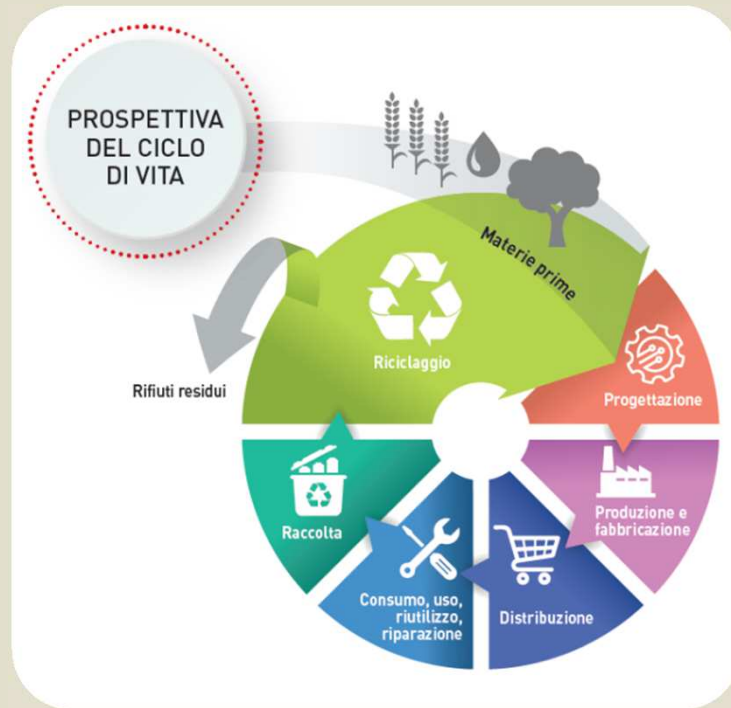 PROSPETTIVA
DEL CICLO
DI VITA
Materie prime
Riciclaggio
Rifiuti residui
Progettazione
Produzione e
fabbricazione
Distribuzione
Consumo, uso,
riutilizzo,
riparazione
Raccolta